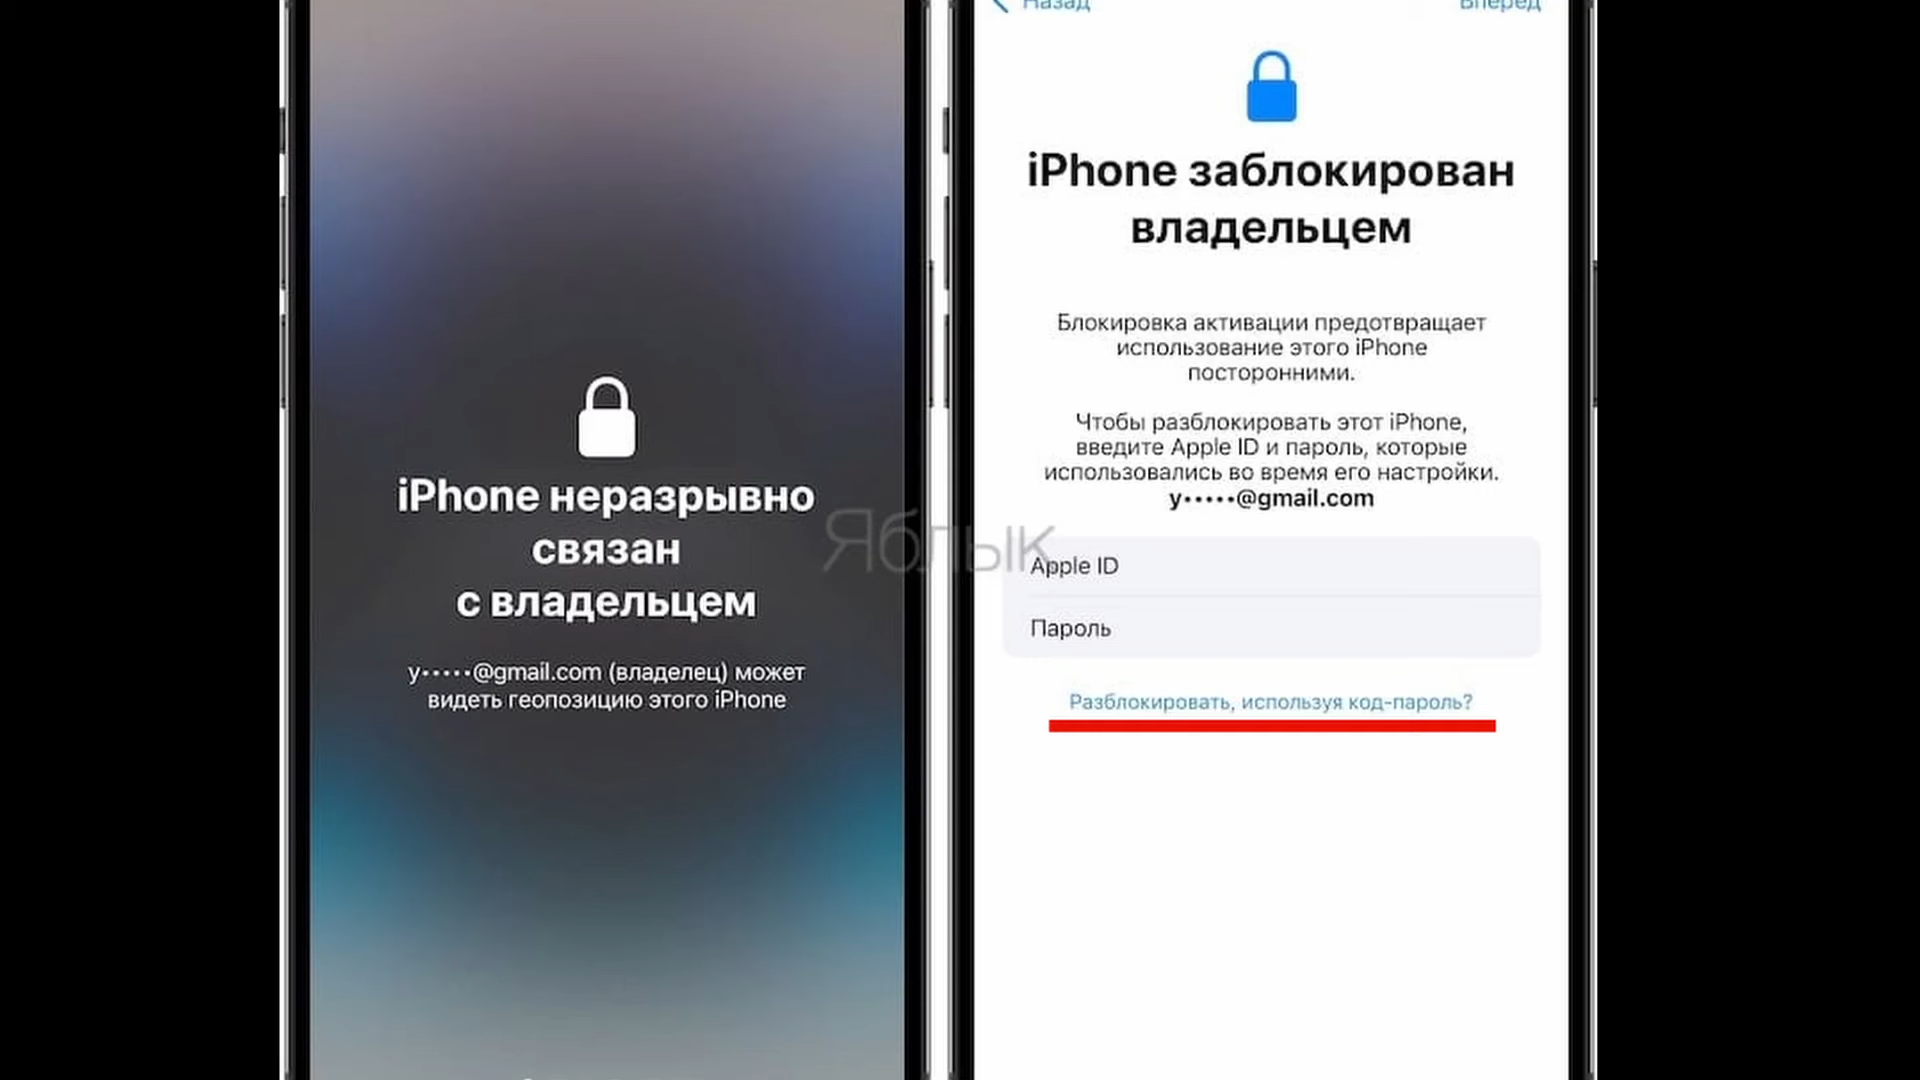 iPhone неразрывно
связан
с владельцем
y•••••@gmail.com (владелец) может
видеть геопозицию этого iPhone
Яблык
Назад
Вперед
iPhone заблокирован
владельцем
Блокировка активации предотвращает
использование этого iPhone
посторонними.
Чтобы разблокировать этот iPhone,
введите Apple ID и пароль, которые
использовались во время его настройки.
y•••••@gmail.com
Apple ID
Пароль
Разблокировать, используя код-пароль?